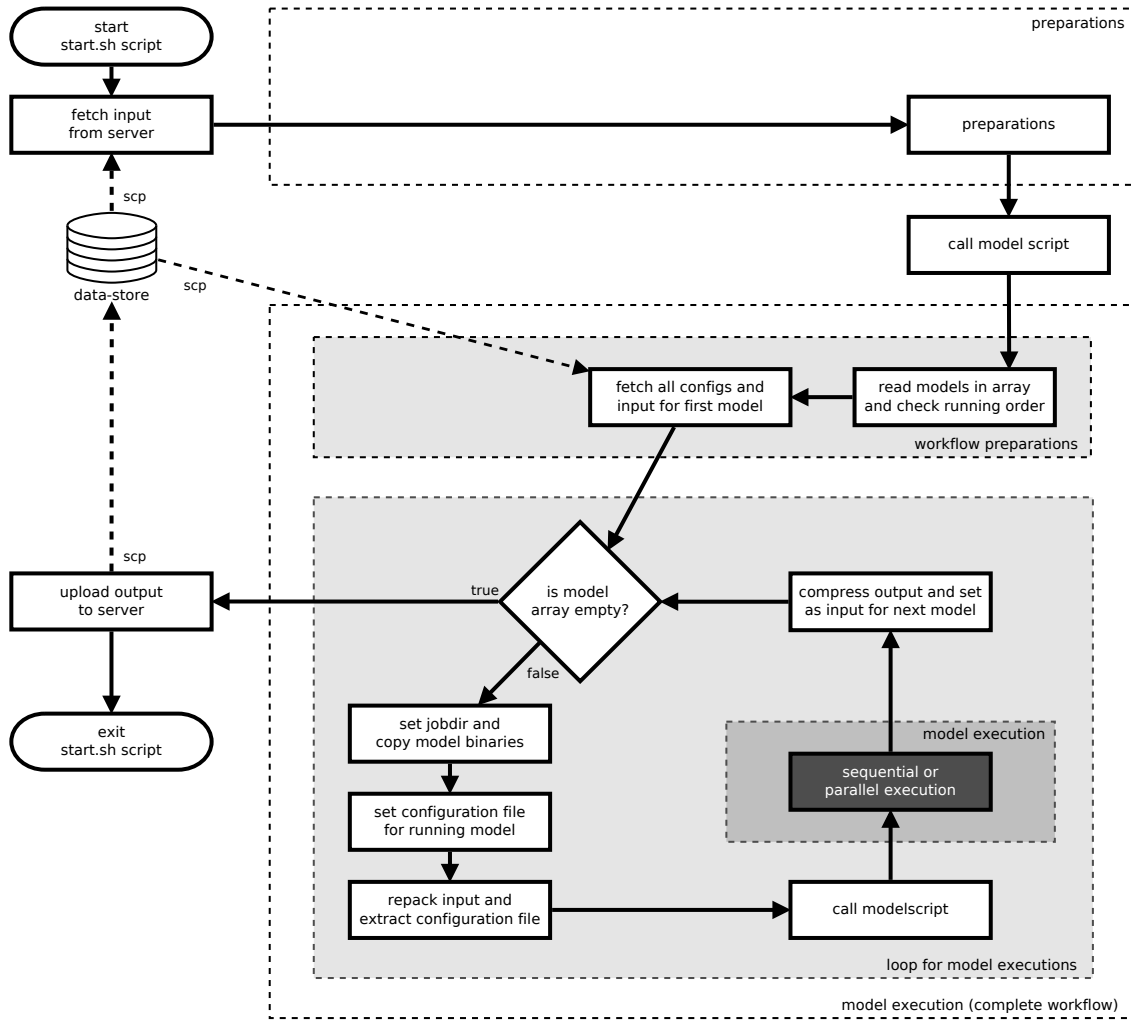 start
start.sh script
preparations
fetch input
from server
preparations
scp
call model script
data-store
scp
fetch all configs and
input for first model
read models in array
and check running order
workflow preparations
scp
upload output
to server
true
is model
array empty?
compress output and set
as input for next model
false
exit
start.sh script
set jobdir and
copy model binaries
model execution
sequential or
parallel execution
set configuration file
for running model
repack input and
extract configuration file
call modelscript
loop for model executions
model execution (complete workflow)